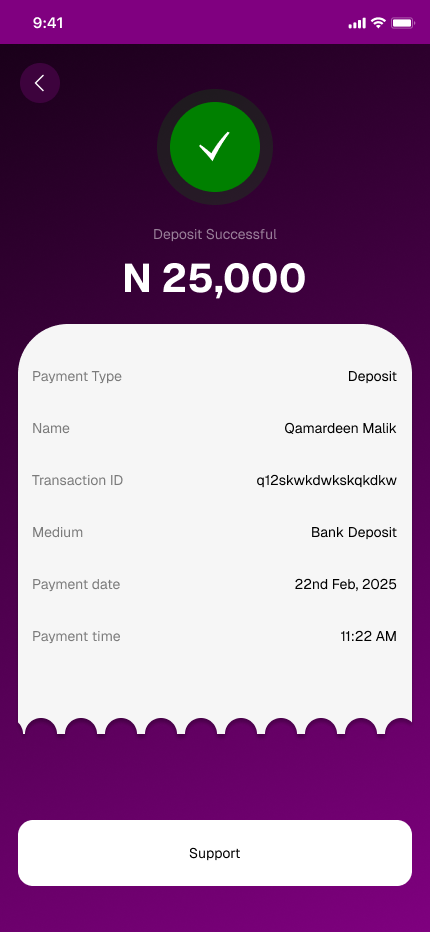 9:41
Deposit Successful
N 25,000
Payment Type Deposit
Name Qamardeen Malik
Transaction ID q12skwkdwkskqkdkw
Medium Bank Deposit
Payment date 22nd Feb, 2025
Payment time 11:22 AM
Support